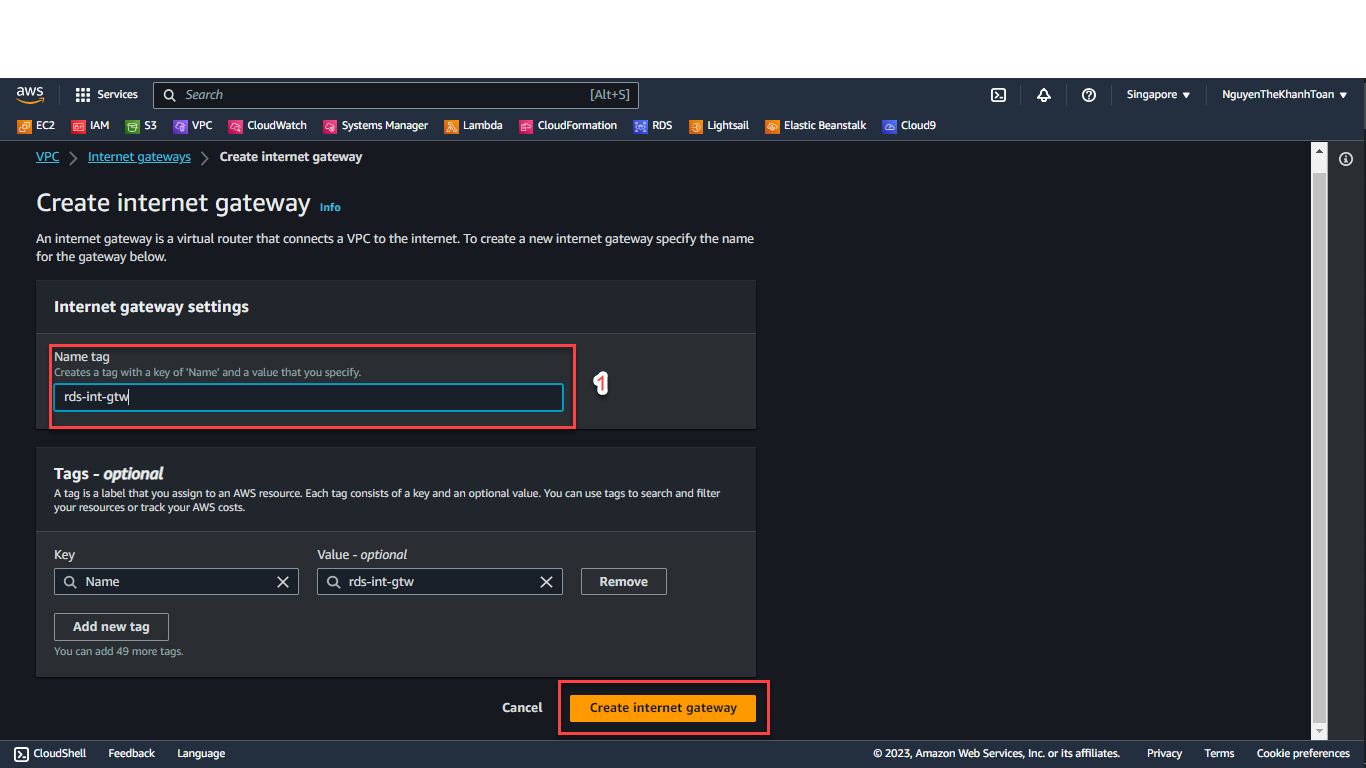 aws
Services
Search
[Alt+S]
Singapore
NguyenTheKhanhToan
EC2 IAM S3 VPC CloudWatch Systems Manager Lambda CloudFormation RDS Lightsail Elastic Beanstalk Cloud9
VPC Internet gateways Create internet gateway
Create internet gateway Info
An internet gateway is a virtual router that connects a VPC to the internet. To create a new internet gateway specify the name
for the gateway below.
Internet gateway settings
Name tag
Creates a tag with a key of 'Name' and a value that you specify.
rds-int-gtw
1
Tags - optional
A tag is a label that you assign to an AWS resource. Each tag consists of a key and an optional value. You can use tags to search and filter
your resources or track your AWS costs.
Key
Value - optional
Name
rds-int-gtw
Remove
Add new tag
You can add 49 more tags.
Cancel
Create internet gateway
CloudShell Feedback Language
© 2023, Amazon Web Services, Inc. or its affiliates. Privacy Terms Cookie preferences